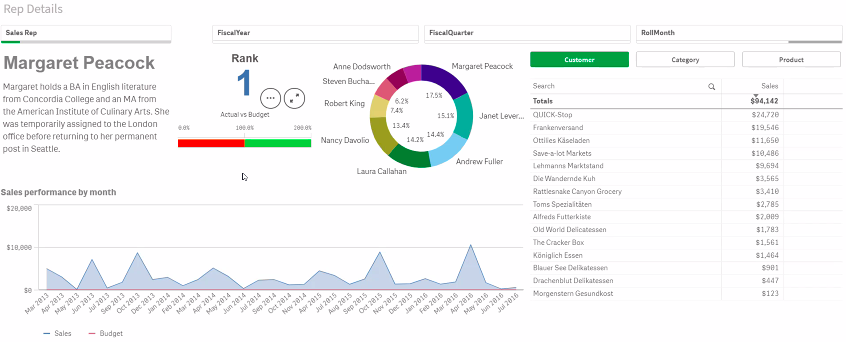 Rep Details
Sales Rep
FiscalYear
FiscalQuarter
RollMonth
Margaret Peacock
Margaret holds a BA in English literature
from Concordia College and an MA from
the American Institute of Culinary Arts. She
was temporarily assigned to the London
office before returning to her permanent
post in Seattle.
Rank
1
Actual vs Budget
0.0% 100.0% 200.0%
Anne Dodsworth
Margaret Peacock
Steven Bucha...
Robert King
Janet Lever...
Nancy Davolio
Andrew Fuller
Laura Callahan
17.5%
15.1%
14.4%
14.2%
13.4%
7.4%
6.2%
Customer
Category
Product
Search Sales
Totals $94,142
QUICK-Stop $24,720
Frankenversand $19,546
Ottilies Käseladen $11,650
Save-a-lot Markets $10,486
Lehmanns Marktstand $9,694
Die Wandernde Kuh $3,565
Rattlesnake Canyon Grocery $3,410
Toms Spezialitäten $2,785
Alfreds Futterkiste $2,009
Old World Delicatessen $1,783
The Cracker Box $1,561
Königlich Essen $1,464
Blauer See Delikatessen $901
Drachenblut Delikatessen $447
Morgenstern Gesundkost $123
Sales performance by month
$20,000
$10,000
$0
Mar 2013
Apr 2013
May 2013
Jun 2013
Jul 2013
Sep 2013
Oct 2013
Dec 2013
Jan 2014
Feb 2014
Mar 2014
Apr 2014
May 2014
Jun 2014
Jul 2014
Sep 2014
Oct 2014
Nov 2014
Apr 2015
Jul 2015
Aug 2015
Sep 2015
Oct 2015
Nov 2015
Dec 2015
Jan 2016
Feb 2016
Mar 2016
Apr 2016
May 2016
Jun 2016
Jul 2016
Sales Budget